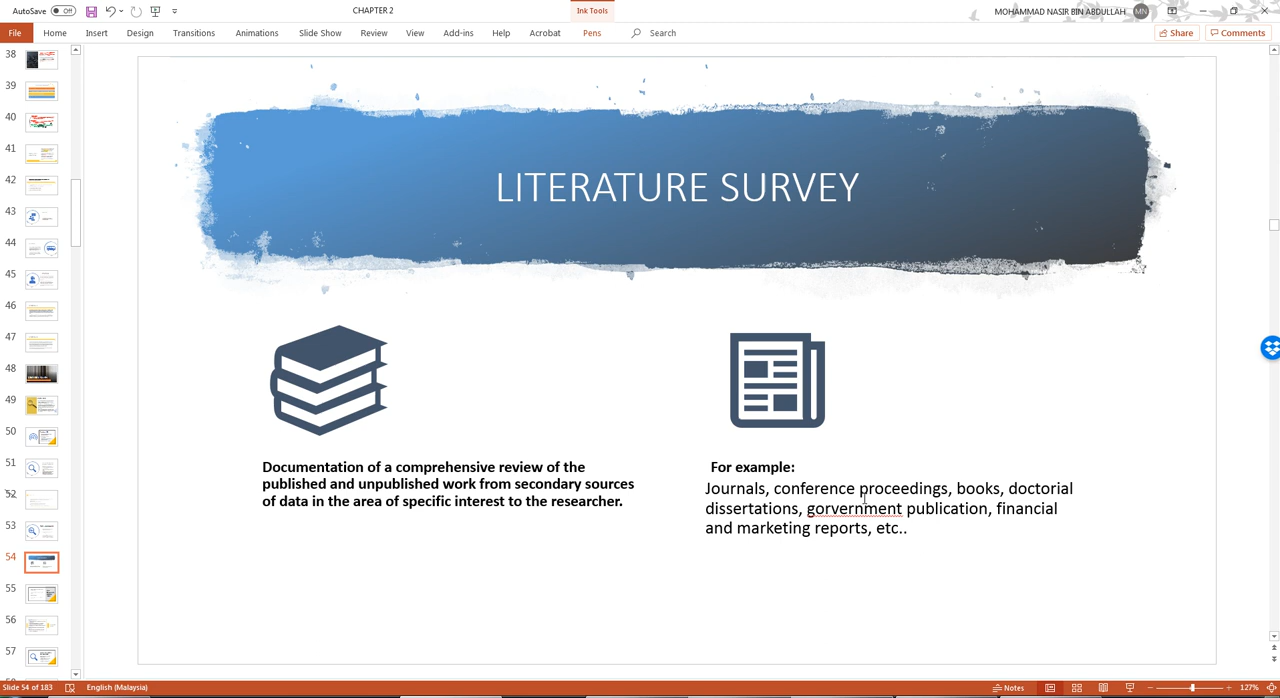 AutoSave Off CHAPTER 2 Ink Tools MOHAMMAD NASIR BIN ABDULLAH MN
File Home Insert Design Transitions Animations Slide Show Review View Add-ins Help Acrobat Pens Search Share Comments
38
39
40
41
42
43
44
45
46
47
48
49
50
51
52
53
54
55
56
57
LITERATURE SURVEY
Documentation of a comprehensive review of the
published and unpublished work from secondary sources
of data in the area of specific interest to the researcher.
For example:
Journals, conference proceedings, books, doctorial
dissertations, gorvernment publication, financial
and marketing reports, etc..
Slide 54 of 183 English (Malaysia) Notes 127%